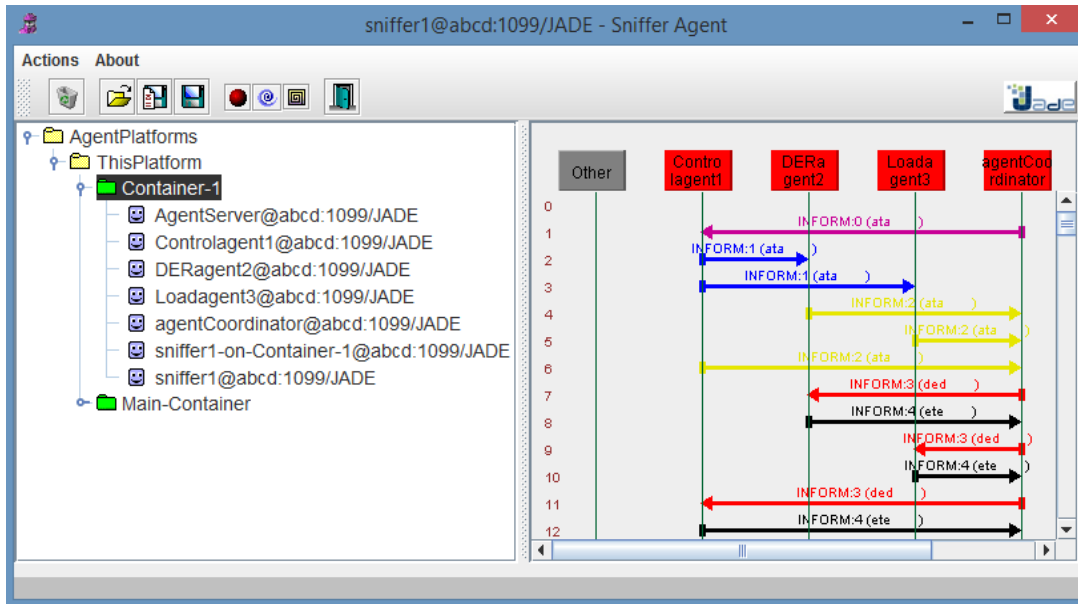 sniffer1@abcd:1099/JADE - Sniffer Agent
Actions About
Jade
AgentPlatforms
ThisPlatform
Container-1
AgentServer@abcd:1099/JADE
Controlagent1@abcd:1099/JADE
DERagent2@abcd:1099/JADE
Loadagent3@abcd:1099/JADE
agentCoordinator@abcd:1099/JADE
sniffer1-on-Container-1@abcd:1099/JADE
sniffer1@abcd:1099/JADE
Main-Container
Other
Contro
lagent1
DERa
gent2
Loada
gent3
agentCoo
rdinator
0
INFORM:0 (ata )
1
INFORM:1 (ata )
2
INFORM:1 (ata )
3
INFORM:2 (ata )
4
INFORM:2 (ata )
5
INFORM:2 (ata )
6
INFORM:3 (ded )
7
INFORM:4 (ete )
8
INFORM:3 (ded )
9
INFORM:4 (ete )
10
INFORM:3 (ded )
11
INFORM:4 (ete )
12